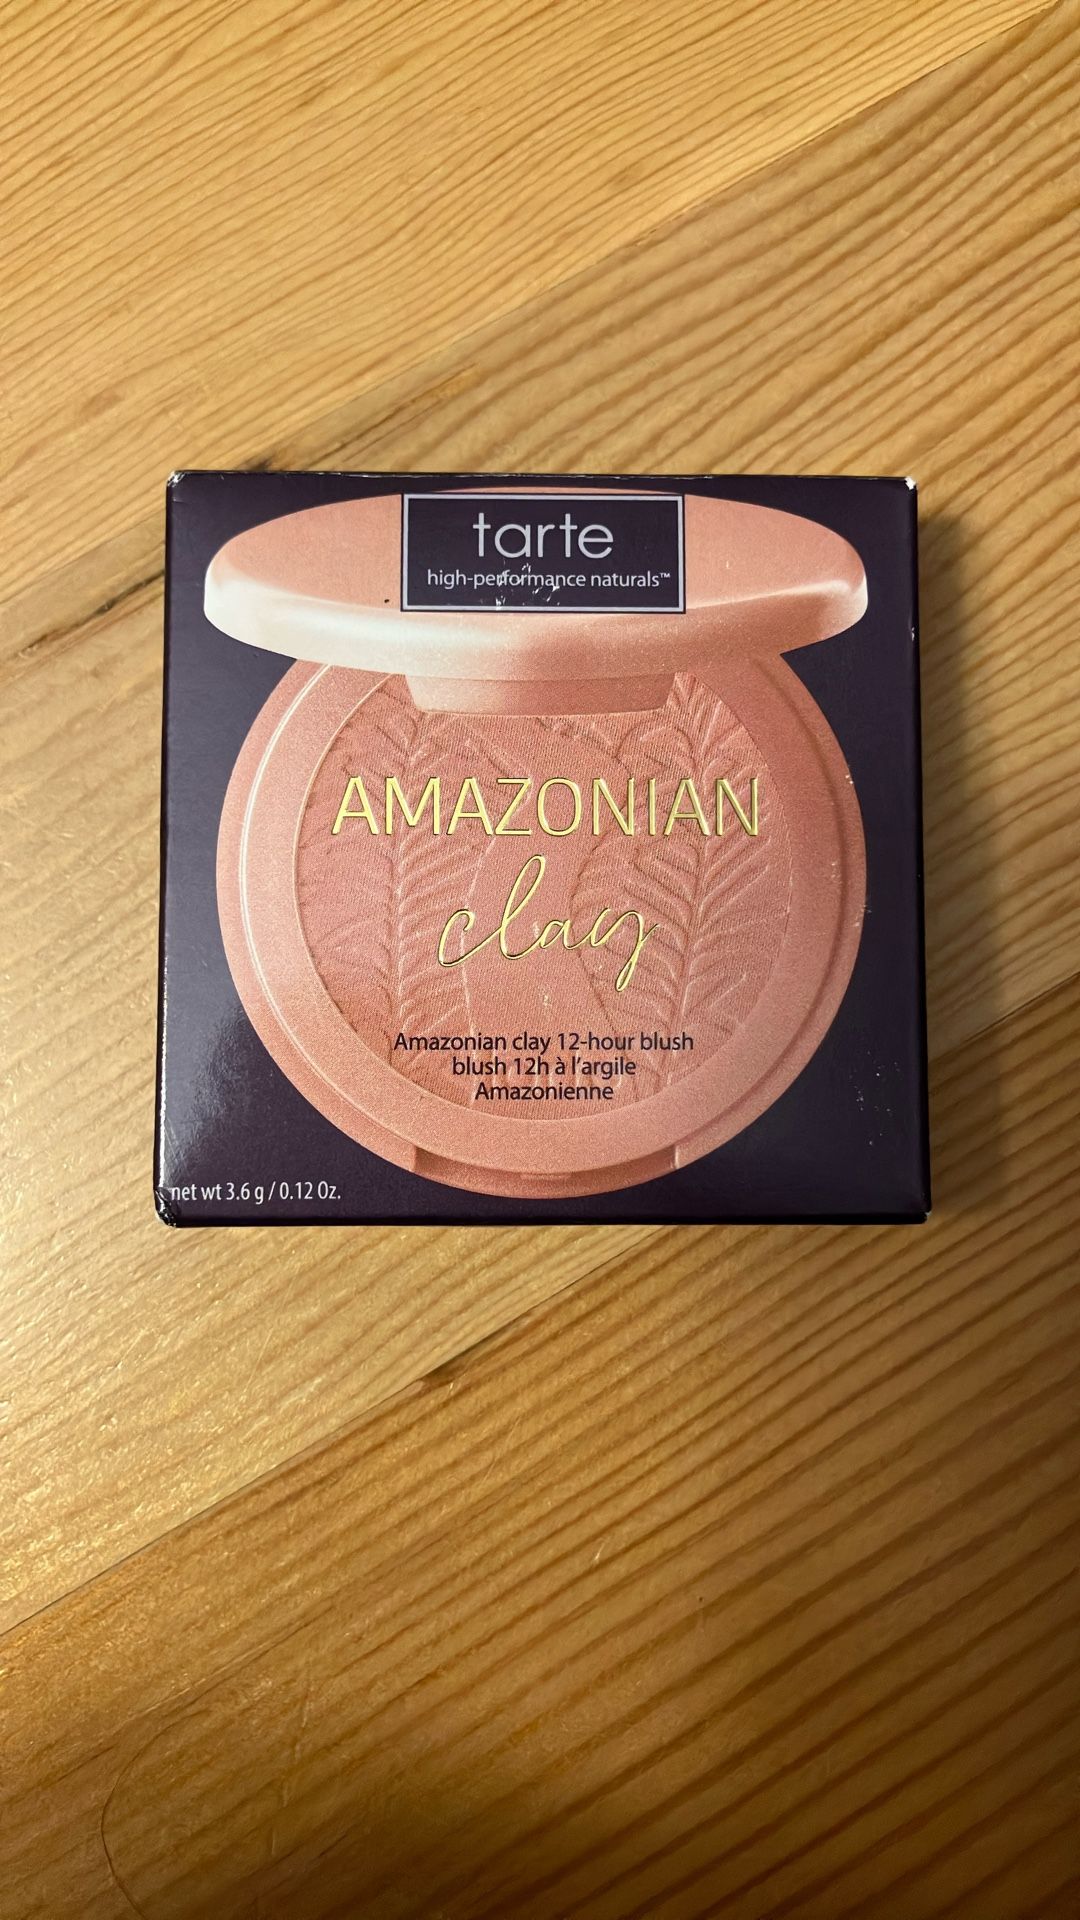 tarte
high-performance naturals™
AMAZONIAN
clay
Amazonian clay 12-hour blush
blush 12h à l'argile
Amazonienne
net wt 3.6 g / 0.12 Oz.